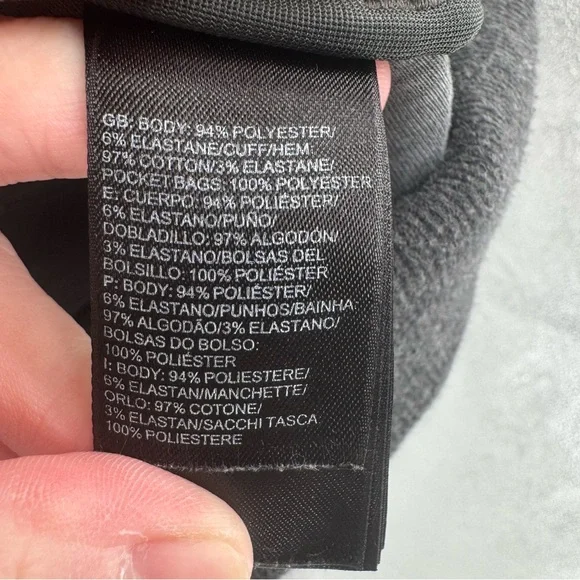 GB: BODY: 94% POLYESTER/
6% ELASTANE/CUFF/HEM:
97% COTTON/3% ELASTANE/
POCKET BAGS: 100% POLYESTER
E: CUERPO: 94% POLIÉSTER/
6% ELASTANO/PUÑO/
DOBLADILLO: 97% ALGODÓN/
3% ELASTANO/BOLSAS DEL
BOLSILLO: 100% POLIÉSTER
P: BODY: 94% POLIÉSTER/
6% ELASTANO/PUNHOS/BAINHA
97% ALGODÃO/3% ELASTANO/
BOLSAS DO BOLSO:
100% POLIÉSTER
I: BODY: 94% POLIESTERE/
6% ELASTAN/MANCHETTE/
ORLO: 97% COTONE/
3% ELASTAN/SACCHI TASCA
100% POLIESTERE